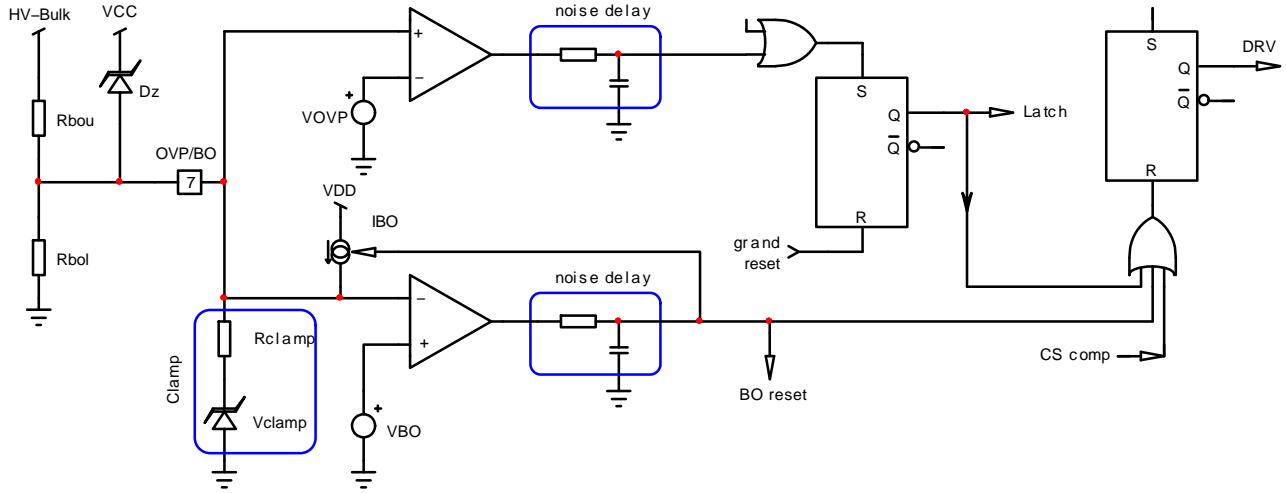 HV–Bulk
VCC
noise delay
DRV
S
Q
Q
R
Dz
Rbou
VOVP
+
–
+
S
Q
Q
R
Latch
OVP/BO
7
VDD
IBO
grand
reset
Rbol
noise delay
–
+
Clamp
Rclamp
Vclamp
+
VBO
CS comp
BO reset